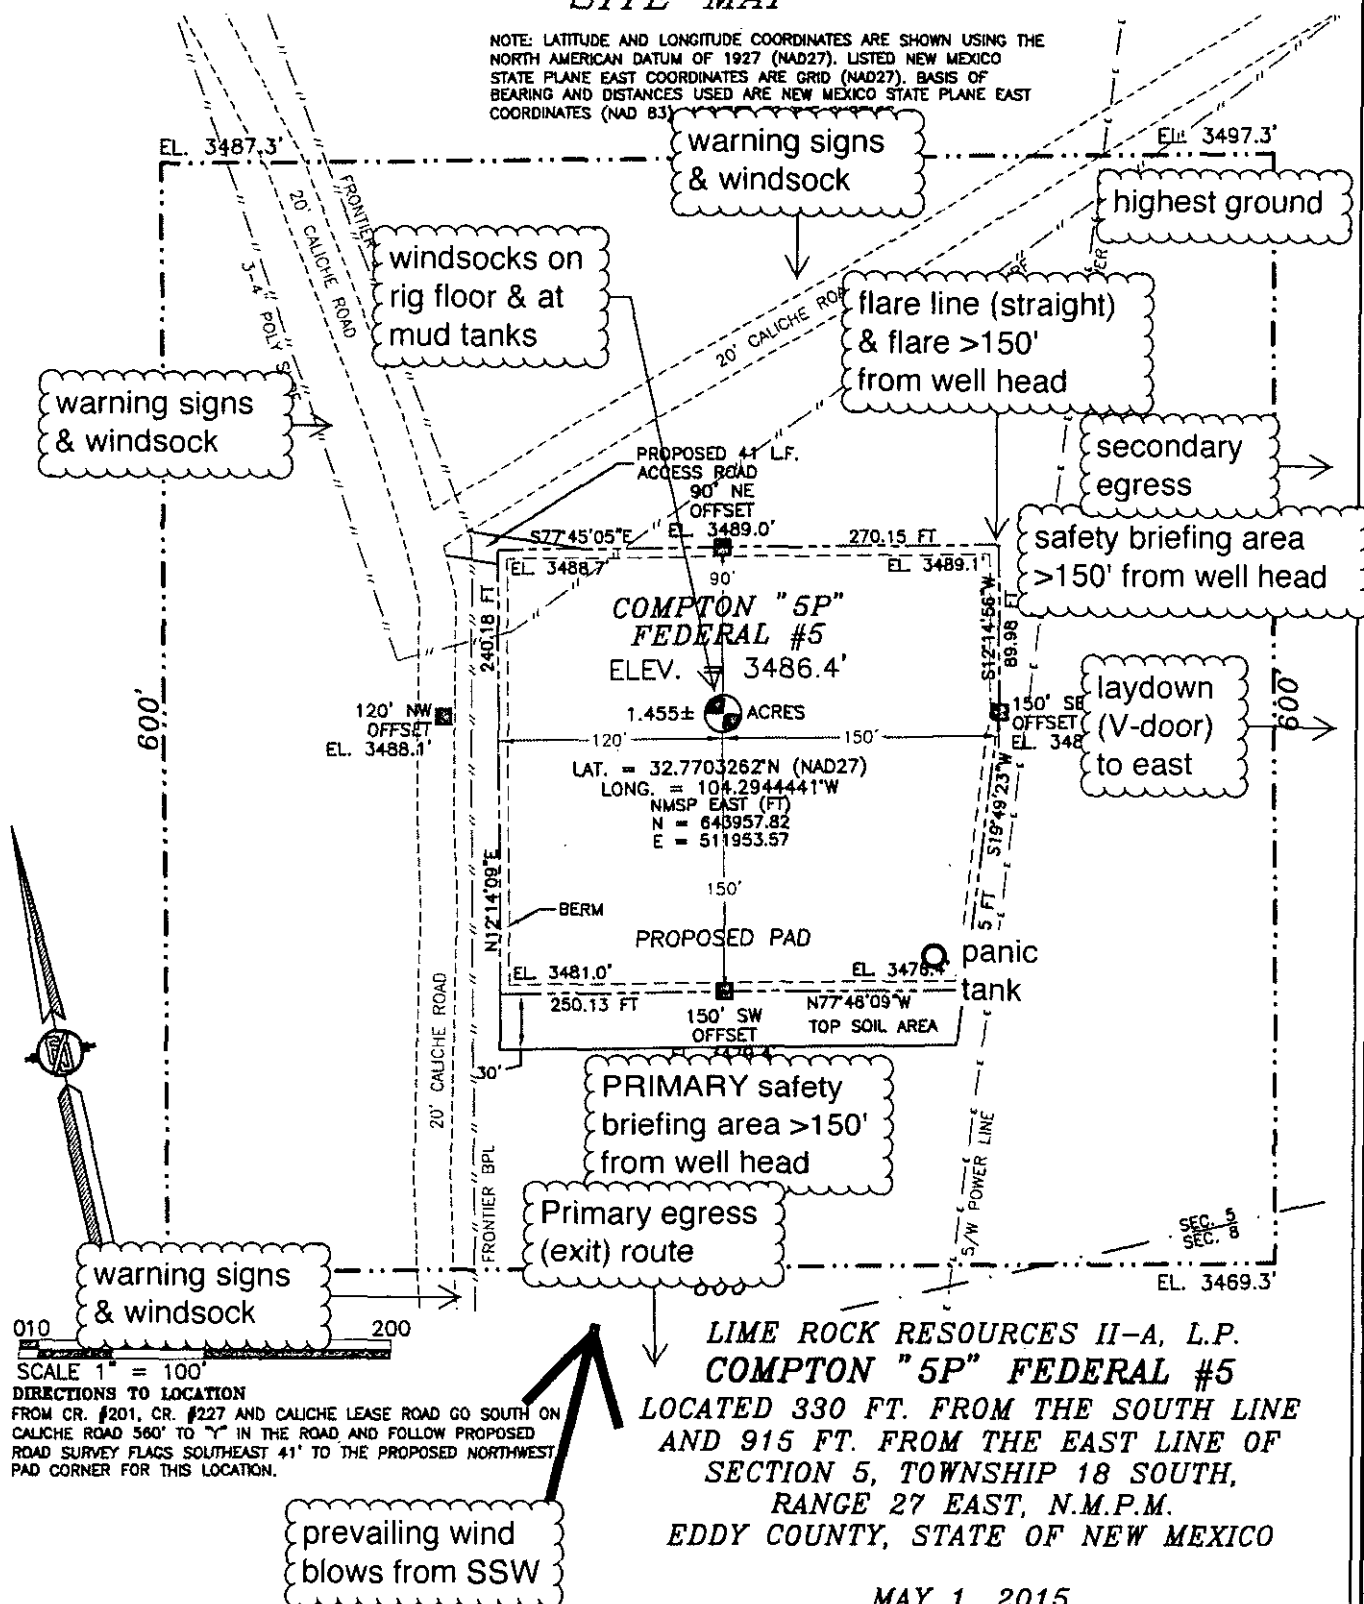 SITE MAP
NOTE: LATITUDE AND LONGITUDE COORDINATES ARE SHOWN USING THE
NORTH AMERICAN DATUM OF 1927 (NAD27). LISTED NEW MEXICO
STATE PLANE EAST COORDINATES ARE GRID (NAD27). BASIS OF
BEARING AND DISTANCES USED ARE NEW MEXICO STATE PLANE EAST
COORDINATES (NAD 83)
EL. 3487.3'
EL. 3497.3'
warning signs
& windsock
highest ground
20' CALICHE ROAD
FRONTIER
3-4" POLY
windsocks on
rig floor & at
mud tanks
20' CALICHE
flare line (straight)
& flare >150'
from well head
warning signs
& windsock
secondary
egress
PROPOSED 41 L.F.
ACCESS ROAD
90' NE
OFFSET
EL. 3489.0'
S77°45'05"E
270.15 FT
safety briefing area
>150' from well head
EL. 3488.7'
EL. 3489.1'
90'
COMPTON "5P"
FEDERAL #5
ELEV. = 3486.4'
240.18 FT
S12°14'56"W
89.98 FT
600'
120' NW
OFFSET
EL. 3488.1'
1.455± ACRES
150' SE
OFFSET
laydown
(V-door)
to east
600'
120'
150'
LAT. = 32.7703262°N (NAD27)
LONG. = 104.2944441°W
NMSP EAST (FT)
N = 643957.82
E = 511953.57
S19°49'23"W
N12°14'09"E
150'
BERM
PROPOSED PAD
5 FT
panic
tank
EL. 3481.0'
250.13 FT
150' SW
OFFSET
N77°46'09"W
TOP SOIL AREA
30'
20' CALICHE ROAD
FRONTIER BPL
S/W POWER LINE
PRIMARY safety
briefing area >150'
from well head
Primary egress
(exit) route
SEC. 5
SEC. 8
EL. 3469.3'
warning signs
& windsock
010 200
SCALE 1" = 100'
DIRECTIONS TO LOCATION
FROM CR. #201, CR. #227 AND CALICHE LEASE ROAD GO SOUTH ON
CALICHE ROAD 560' TO "Y" IN THE ROAD AND FOLLOW PROPOSED
ROAD SURVEY FLAGS SOUTHEAST 41' TO THE PROPOSED NORTHWEST
PAD CORNER FOR THIS LOCATION.
prevailing wind
blows from SSW
LIME ROCK RESOURCES II-A, L.P.
COMPTON "5P" FEDERAL #5
LOCATED 330 FT. FROM THE SOUTH LINE
AND 915 FT. FROM THE EAST LINE OF
SECTION 5, TOWNSHIP 18 SOUTH,
RANGE 27 EAST, N.M.P.M.
EDDY COUNTY, STATE OF NEW MEXICO
MAY 1, 2015